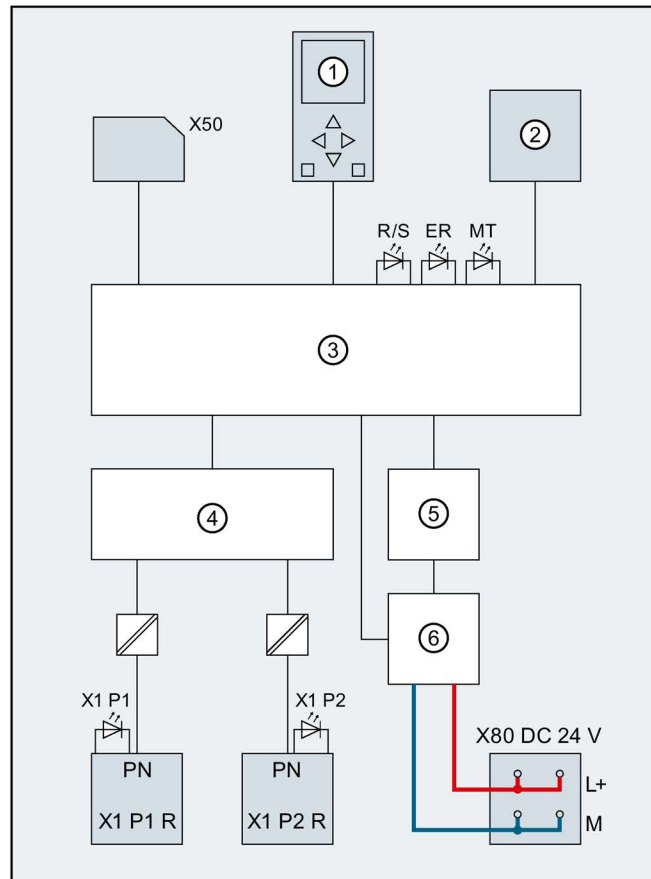 1
X50
2
R/S ER MT
3
4
5
6
X1 P1
X1 P2
X80 DC 24 V
PN
PN
L+
X1 P1 R
X1 P2 R
M